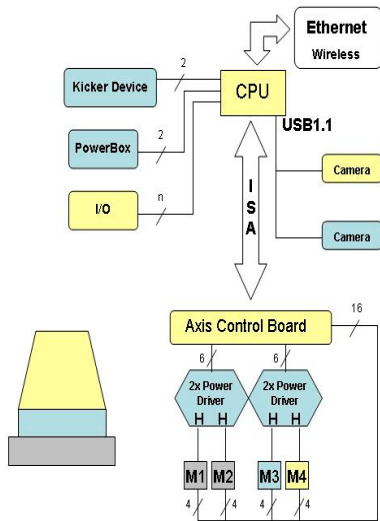 Ethernet
Wireless
2
Kicker Device
CPU
USB1.1
2
PowerBox
Camera
n
I/O
I
S
A
Camera
16
Axis Control Board
6
6
2x Power
Driver
2x Power
Driver
H
H
H
H
M1
M2
M3
M4
4
4
4
4